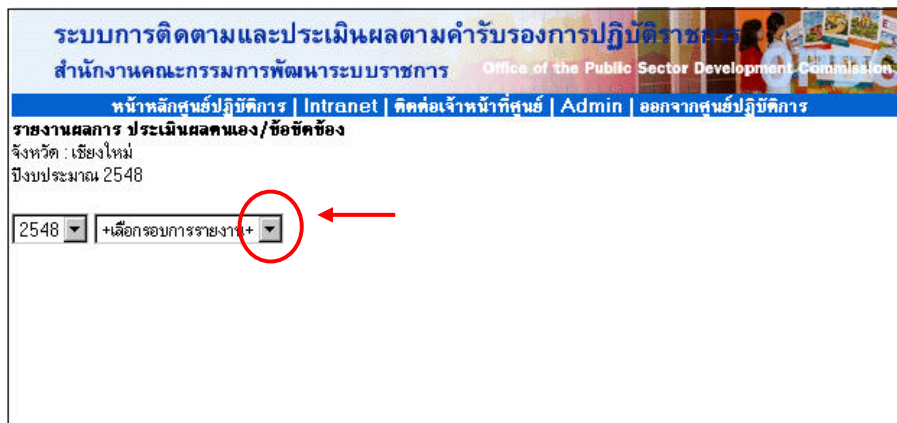 ระบบการติดตามและประเมินผลตามคำรับรองการปฏิบัติราชการ
สำนักงานคณะกรรมการพัฒนาระบบราชการ Office of the Public Sector Development Commission
หน้าหลักศูนย์ปฏิบัติการ | Intranet | ติดต่อเจ้าหน้าที่ศูนย์ | Admin | ออกจากศูนย์ปฏิบัติการ
รายงานผลการ ประเมินผลตนเอง/ข้อขัดข้อง
จังหวัด : เชียงใหม่
ปีงบประมาณ 2548
2548 +เลือกรอบการรายงาน+